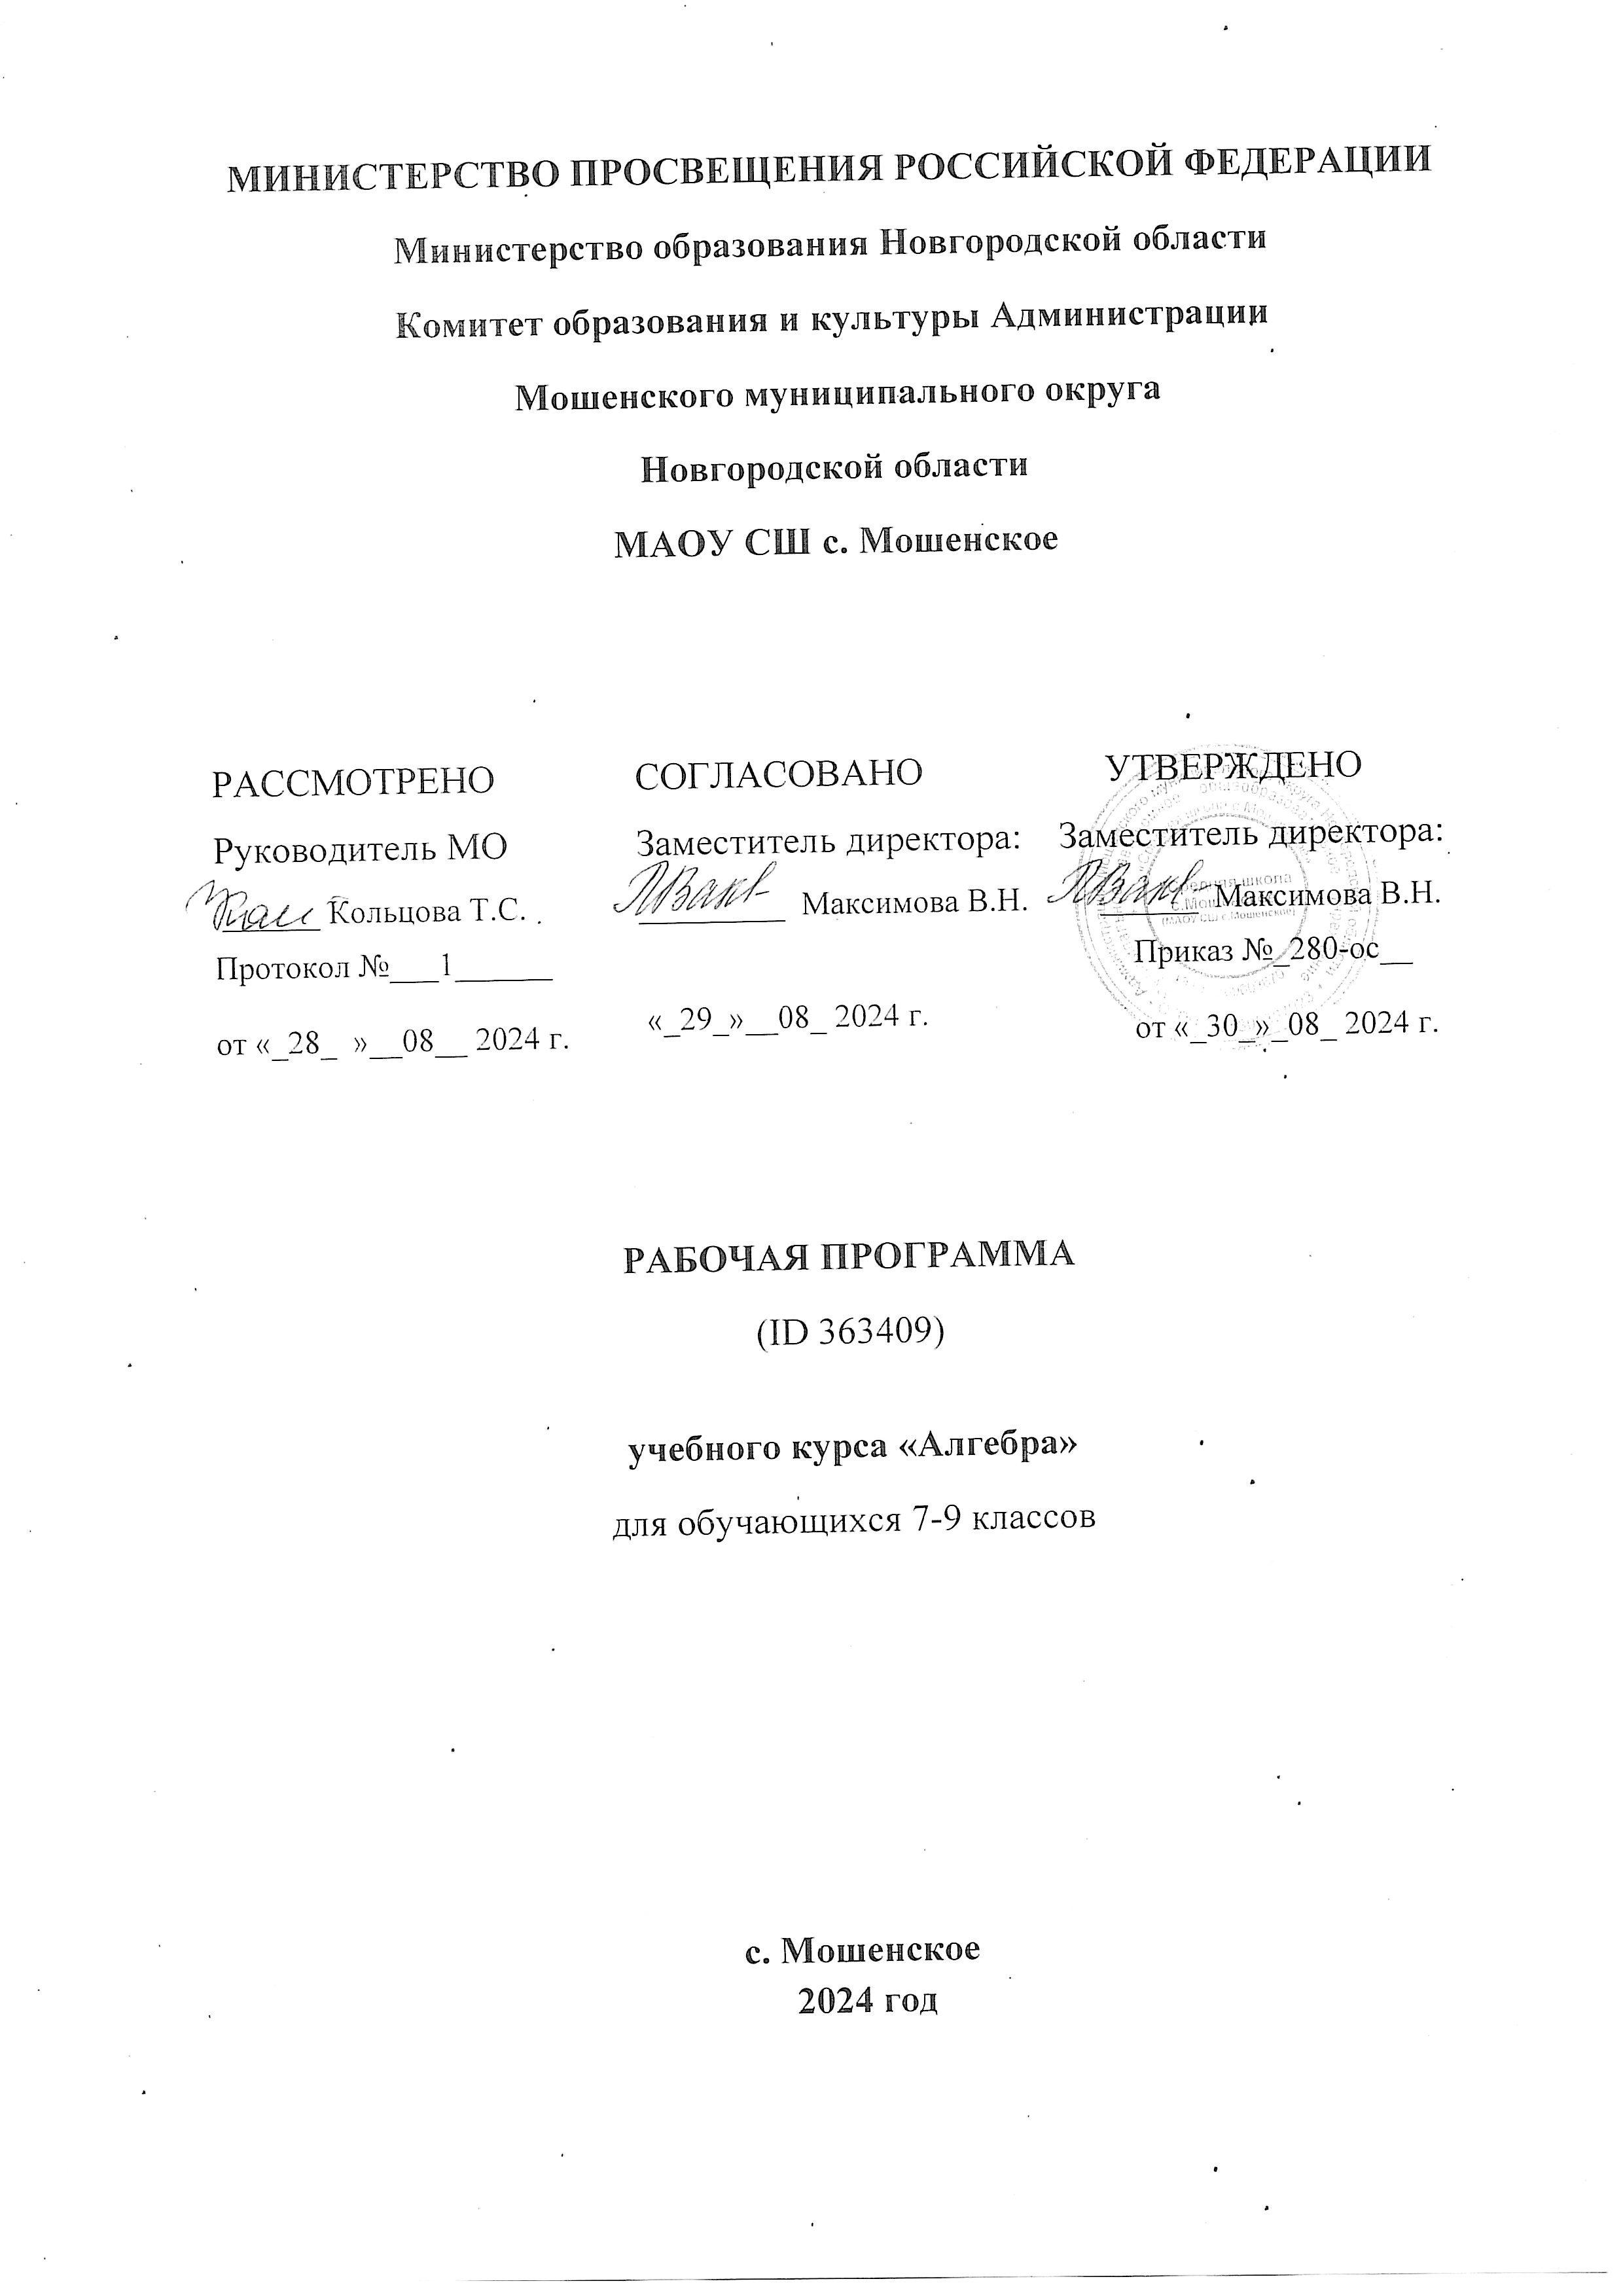 МИНИСТЕРСТВО ПРОСВЕЩЕНИЯ РОССИЙСКОЙ ФЕДЕРАЦИИ
Министерство образования Новгородской области
Комитет образования и культуры Администрации
Мошенского муниципального округа
Новгородской области
МАОУ СШ с. Мошенское
РАССМОТРЕНО
Руководитель МО
Кольцова Т.С.
Протокол №___1______
от «_28_ »__08__ 2024 г.
СОГЛАСОВАНО
Заместитель директора:
Максимова В.Н.
«_29_»__08_ 2024 г.
УТВЕРЖДЕНО
Заместитель директора:
Максимова В.Н.
Приказ №_280-ос__
от «_30_»_08_ 2024 г.
РАБОЧАЯ ПРОГРАММА
(ID 363409)
учебного курса «Алгебра»
для обучающихся 7-9 классов
с. Мошенское
2024 год